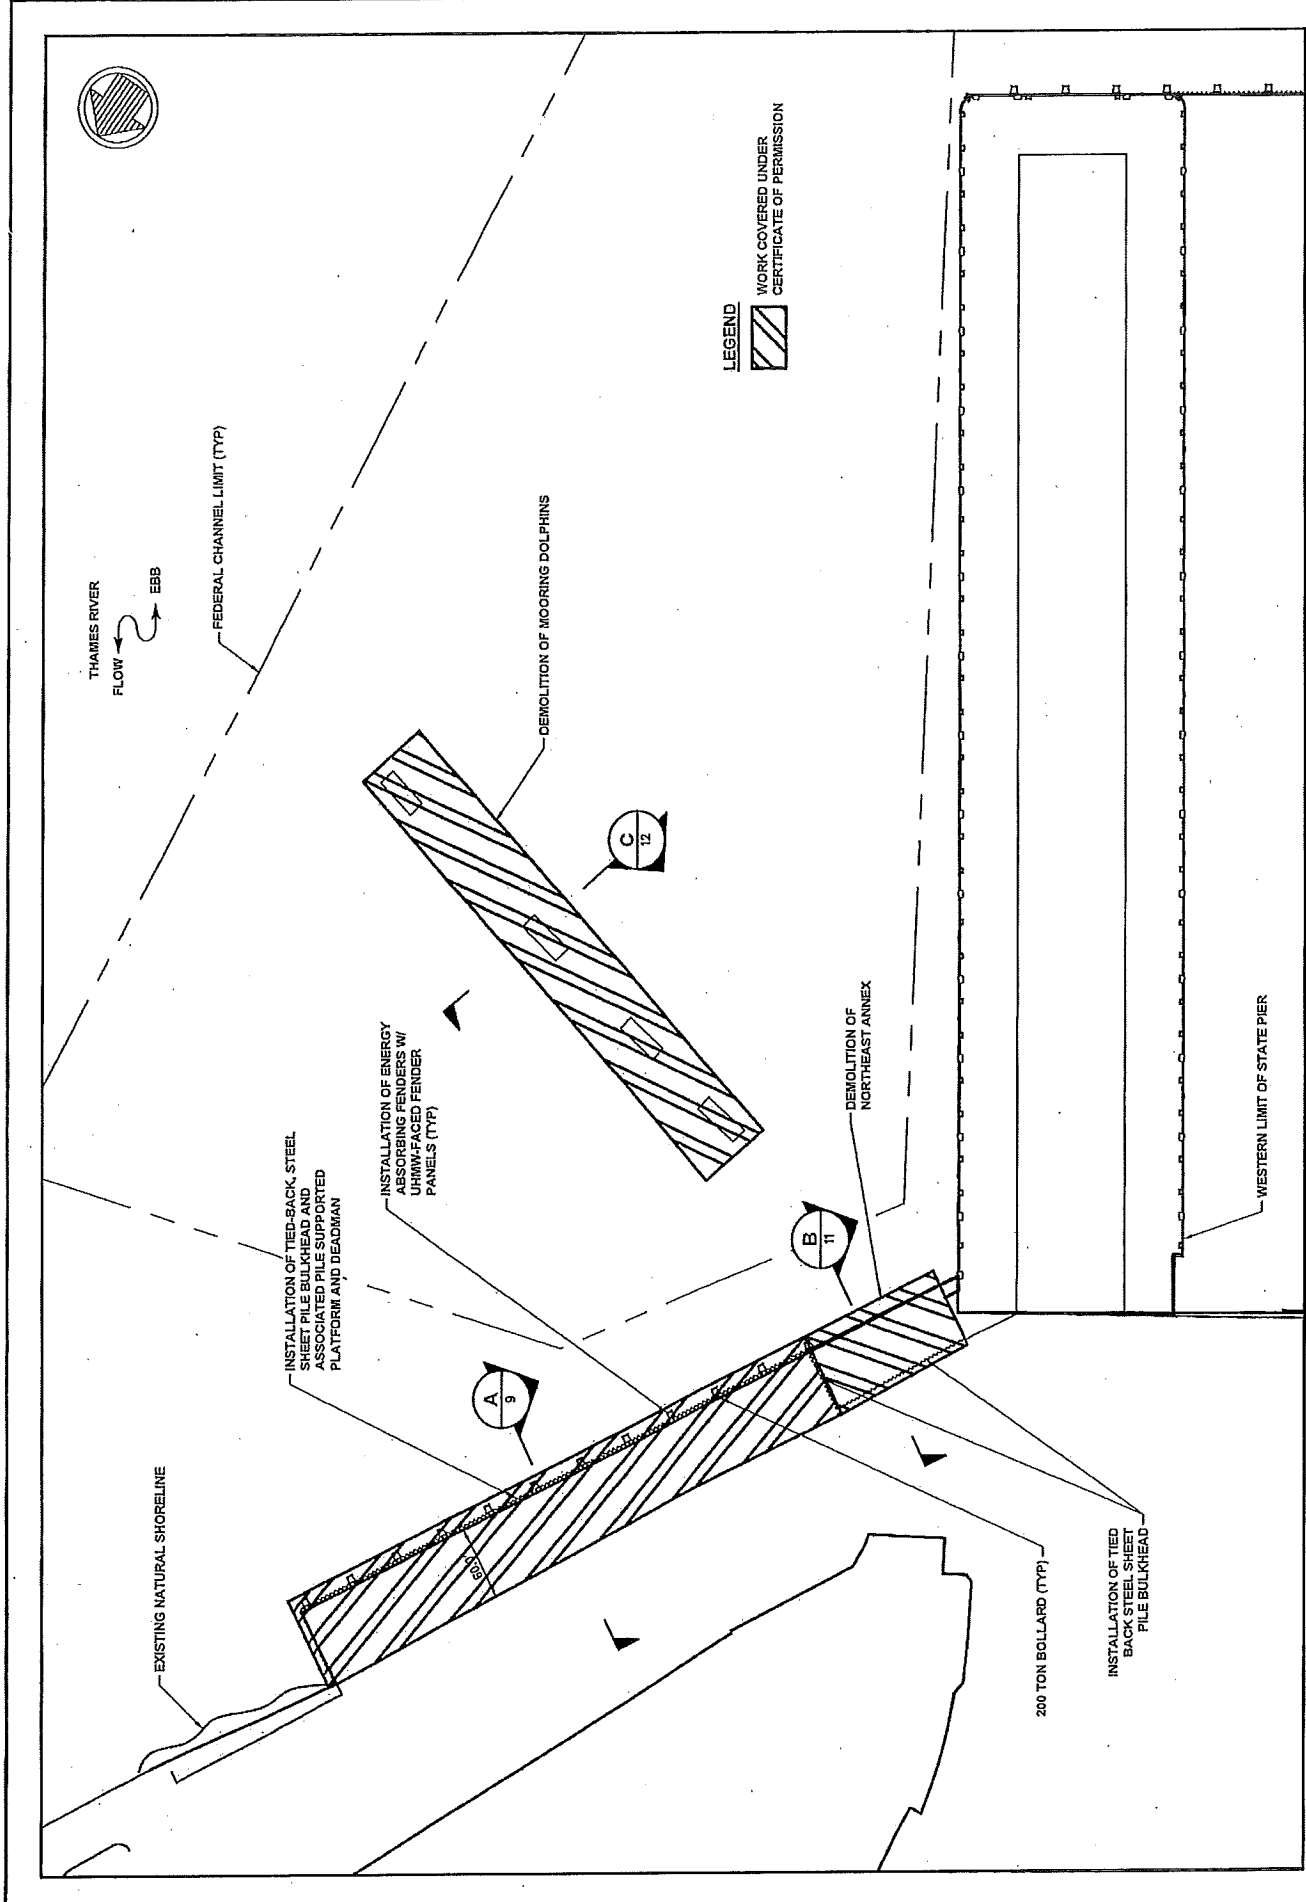 THAMES RIVER
FLOW
EBB
FEDERAL CHANNEL LIMIT (TYP)
LEGEND
WORK COVERED UNDER
CERTIFICATE OF PERMISSION
DEMOLITION OF MOORING DOLPHINS
C
12
EXISTING NATURAL SHORELINE
INSTALLATION OF TIED-BACK, STEEL
SHEET PILE BULKHEAD AND
ASSOCIATED PILE SUPPORTED
PLATFORM AND DEADMAN
INSTALLATION OF ENERGY
ABSORBING FENDERS W/
UHMW-FACED FENDER
PANELS (TYP)
A
9
B
11
DEMOLITION OF
NORTHEAST ANNEX
60.0'
200 TON BOLLARD (TYP)
INSTALLATION OF TIED
BACK STEEL SHEET
PILE BULKHEAD
WESTERN LIMIT OF STATE PIER